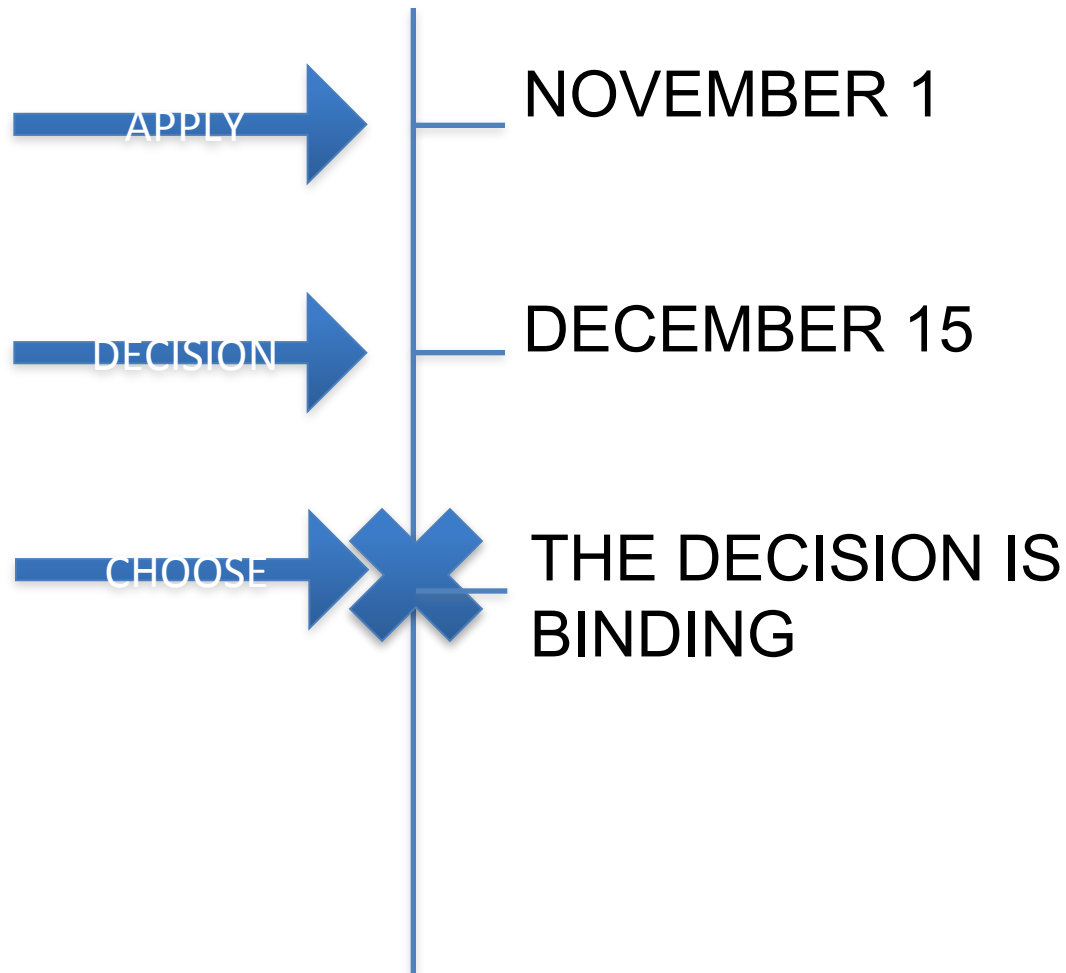 APPLY
NOVEMBER 1
DECISION
DECEMBER 15
CHOOSE
THE DECISION IS
BINDING